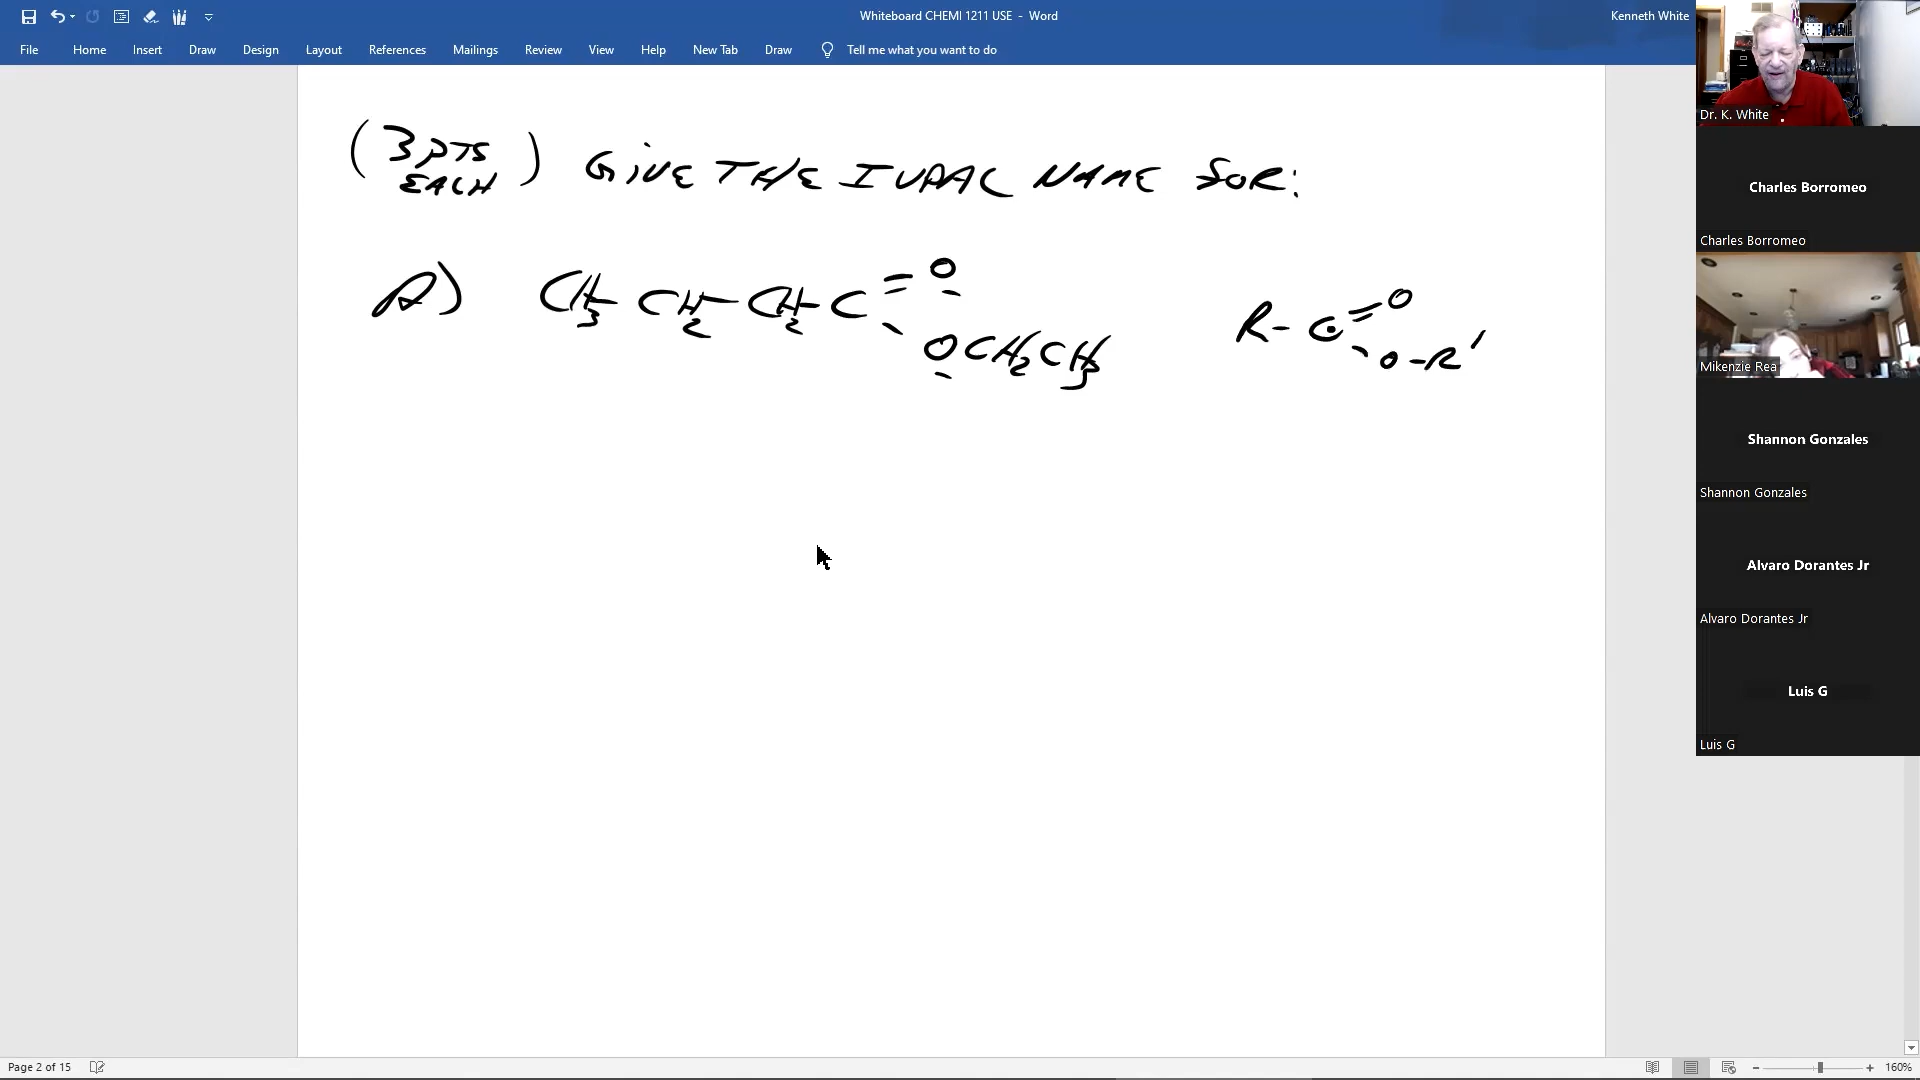 Whiteboard CHEMI 1211 USE - Word
Kenneth White
File Home Insert Draw Design Layout References Mailings Review View Help New Tab Draw Tell me what you want to do
(3 PTS EACH) GIVE THE IUPAC NAME FOR:
A) CH3-CH2-CH2-C=O
OCH2CH3
R-C=O
O-R'
Dr. K. White
Charles Borromeo
Charles Borromeo
Mikenzie Rea
Shannon Gonzales
Shannon Gonzales
Alvaro Dorantes Jr
Alvaro Dorantes Jr
Luis G
Luis G
Page 2 of 15
160%